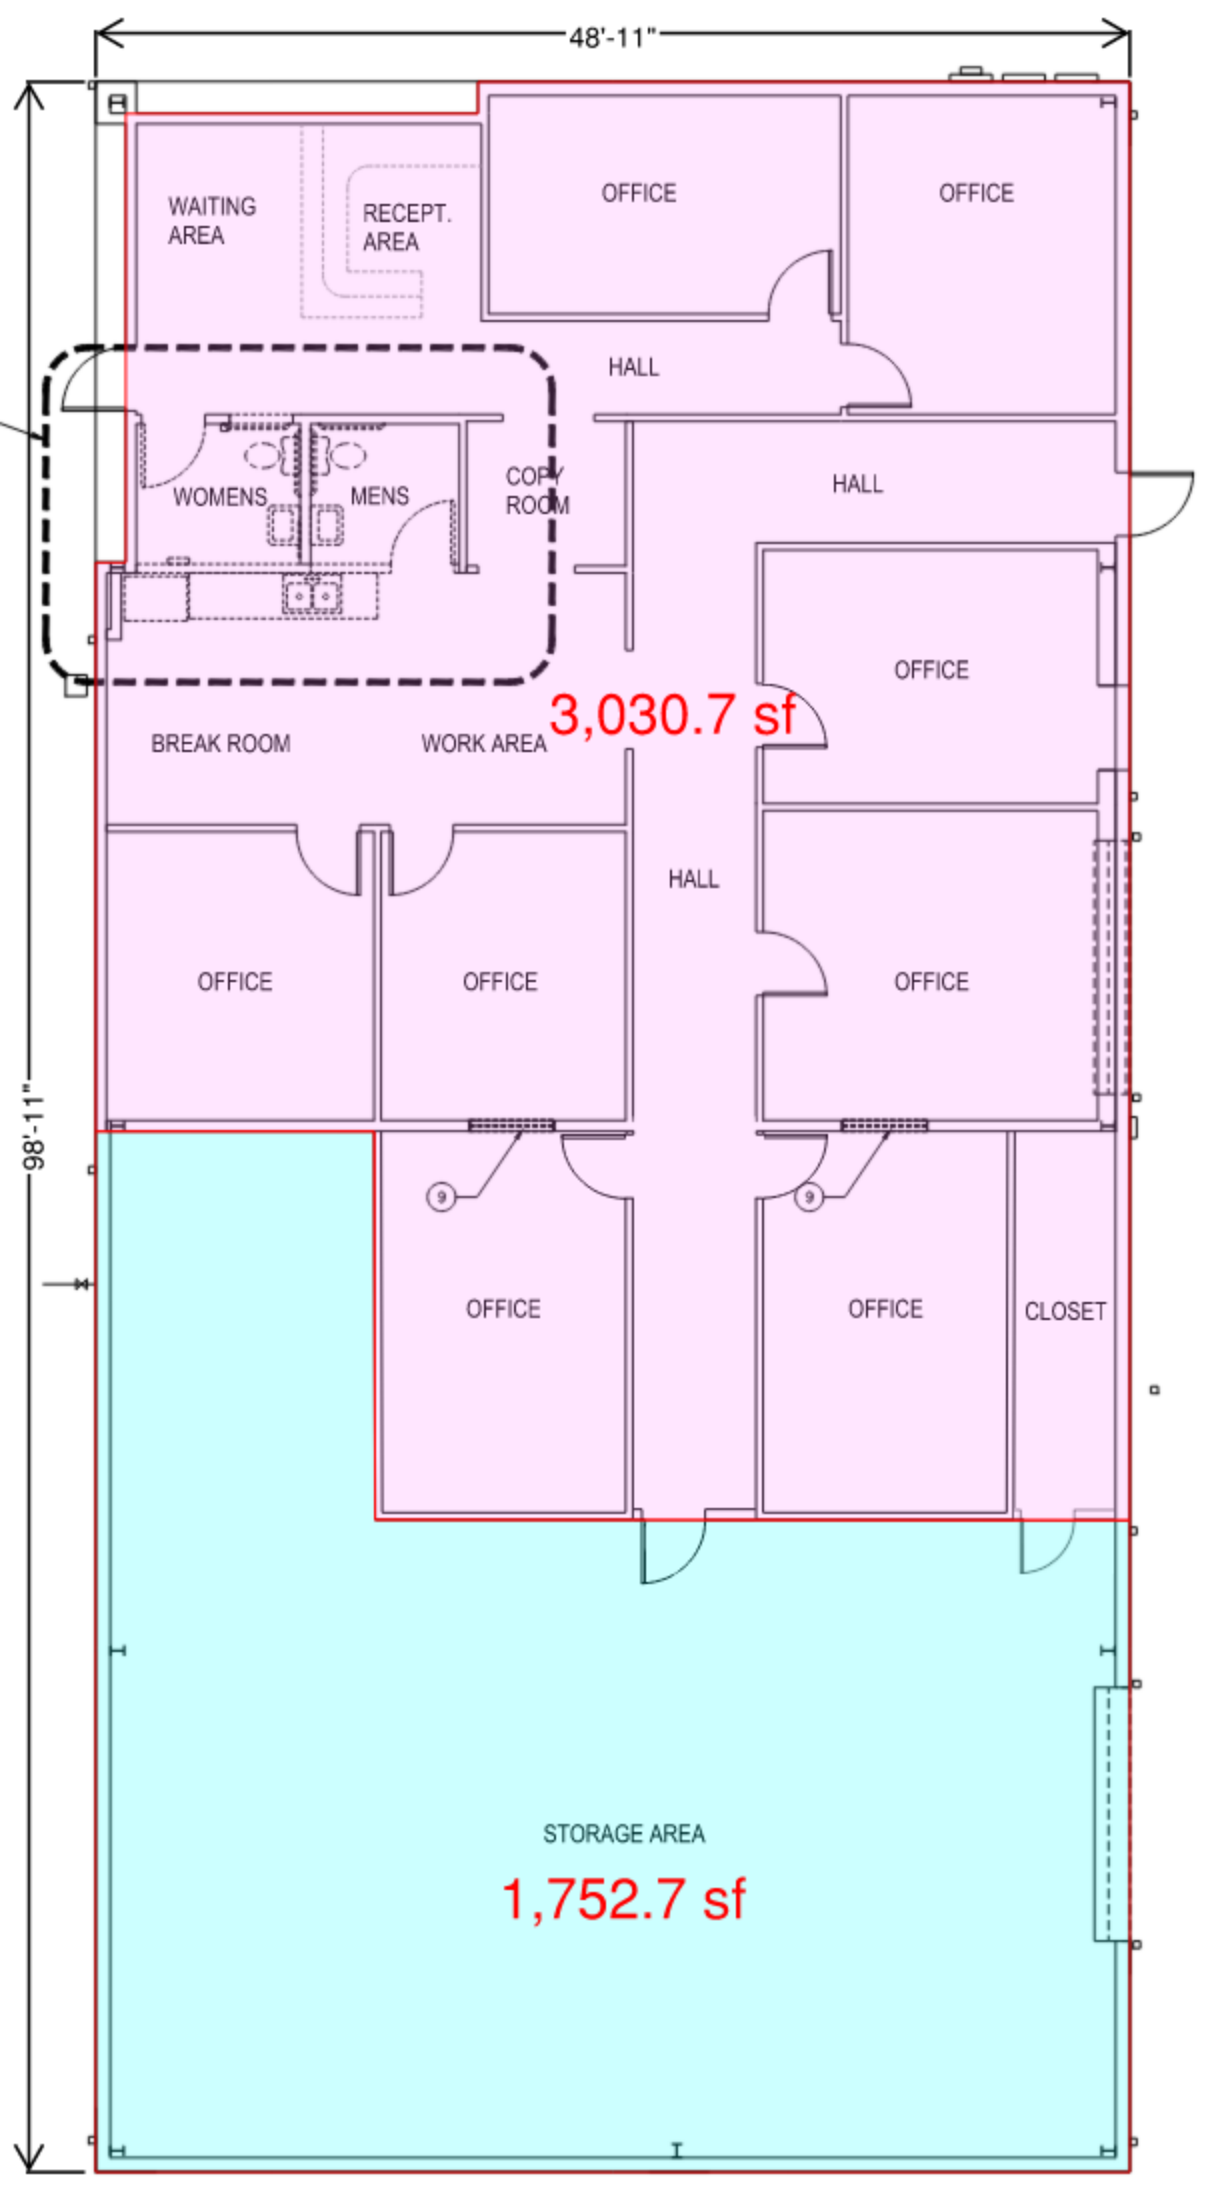 48'-11"
OFFICE
OFFICE
WAITING
AREA
RECEPT.
AREA
HALL
COPY
ROOM
WOMENS
MENS
HALL
OFFICE
3,030.7 sf
BREAK ROOM
WORK AREA
HALL
OFFICE
OFFICE
OFFICE
98'-11"
9
9
OFFICE
OFFICE
CLOSET
STORAGE AREA
1,752.7 sf